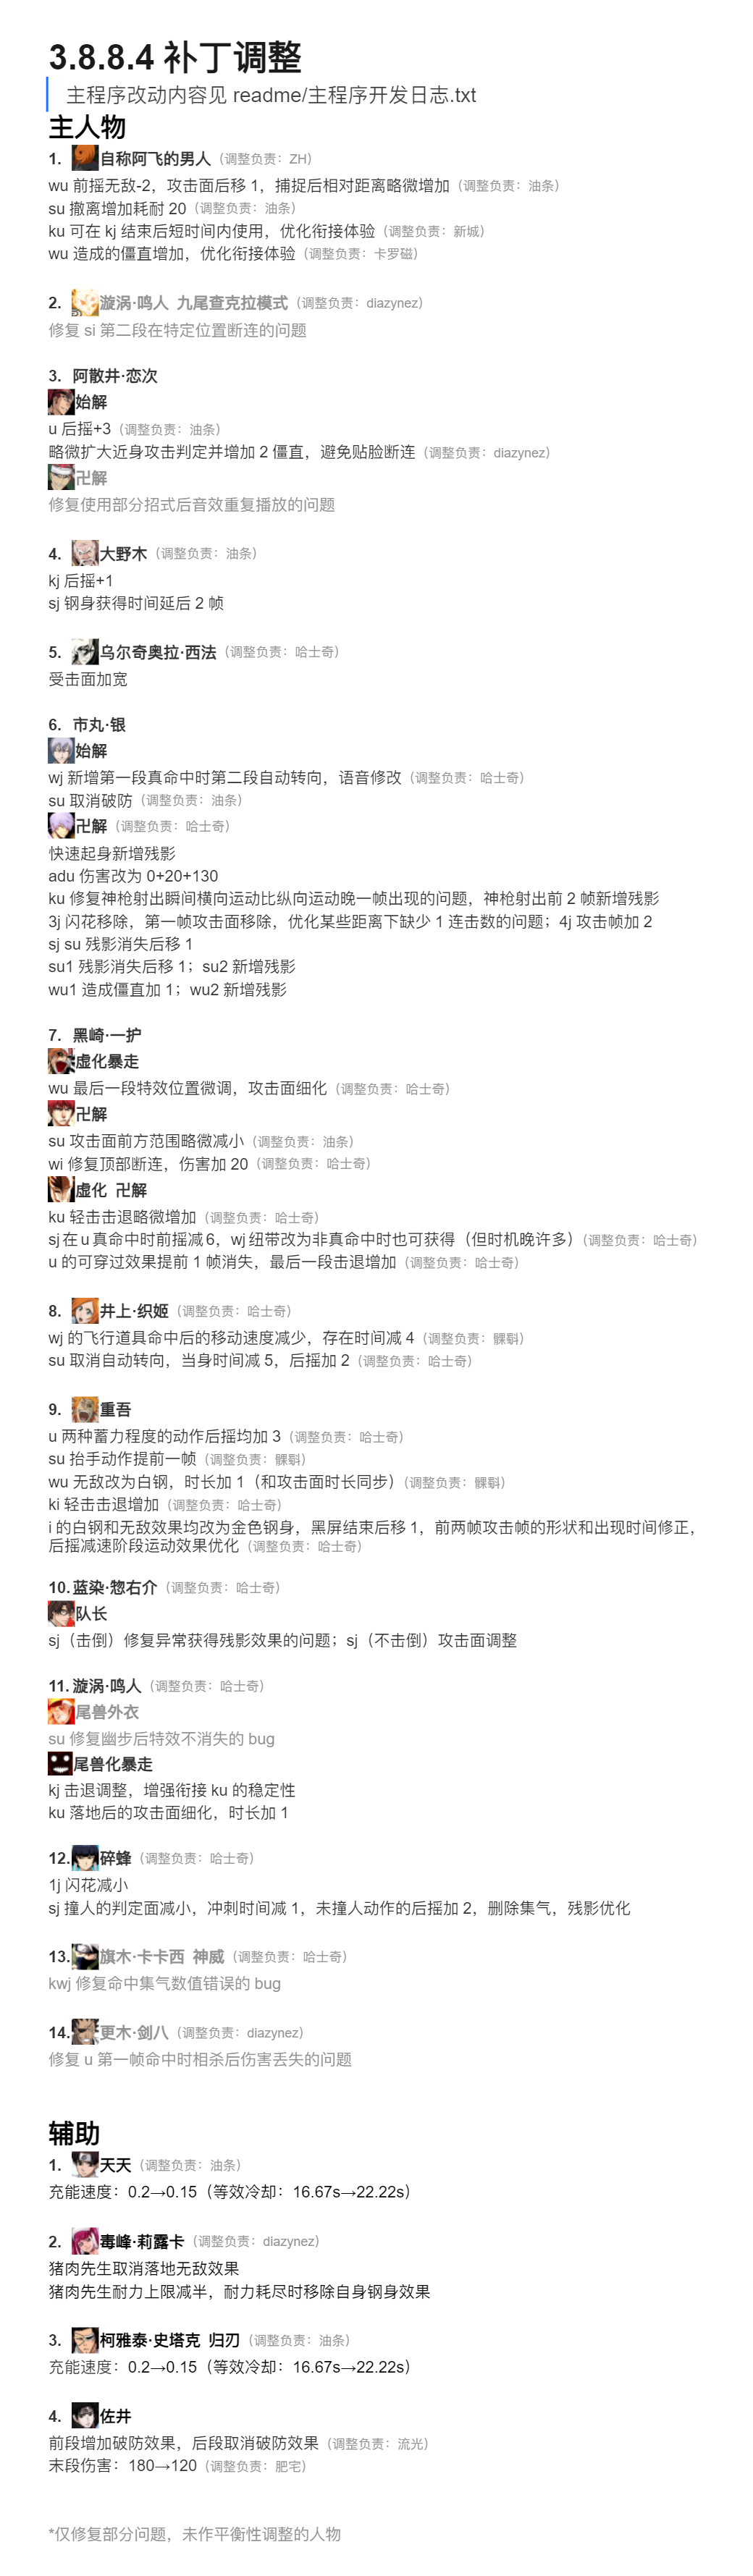 3.8.8.4 补丁调整
主程序改动内容见 readme/主程序开发日志.txt
主人物
1. 自称阿飞的男人（调整负责：ZH）
wu 前摇无敌-2，攻击面后移 1，捕捉后相对距离略微增加（调整负责：油条）
su 撤离增加耗耐 20（调整负责：油条）
ku 可在 kj 结束后短时间内使用，优化衔接体验（调整负责：新城）
wu 造成的僵直增加，优化衔接体验（调整负责：卡罗磁）
2. 漩涡·鸣人 九尾查克拉模式（调整负责：diazynez）
修复 si 第二段在特定位置断连的问题
3. 阿散井·恋次
始解
u 后摇+3（调整负责：油条）
略微扩大近身攻击判定并增加 2 僵直，避免贴脸断连（调整负责：diazynez）
卍解
修复使用部分招式后音效重复播放的问题
4. 大野木（调整负责：油条）
kj 后摇+1
sj 钢身获得时间延后 2 帧
5. 乌尔奇奥拉·西法（调整负责：哈士奇）
受击面加宽
6. 市丸·银
始解
wj 新增第一段真命中时第二段自动转向，语音修改（调整负责：哈士奇）
su 取消破防（调整负责：油条）
卍解（调整负责：哈士奇）
快速起身新增残影
adu 伤害改为 0+20+130
ku 修复神枪射出瞬间横向运动比纵向运动晚一帧出现的问题，神枪射出前 2 帧新增残影
3j 闪花移除，第一帧攻击面移除，优化某些距离下缺少 1 连击数的问题；4j 攻击帧加 2
sj su 残影消失后移 1
su1 残影消失后移 1；su2 新增残影
wu1 造成僵直加 1；wu2 新增残影
7. 黑崎·一护
虚化暴走
wu 最后一段特效位置微调，攻击面细化（调整负责：哈士奇）
卍解
su 攻击面前方范围略微减小（调整负责：油条）
wi 修复顶部断连，伤害加 20（调整负责：哈士奇）
虚化 卍解
ku 轻击击退略微增加（调整负责：哈士奇）
sj 在 u 真命中时前摇减 6，wj 纽带改为非真命中时也可获得（但时机晚许多）（调整负责：哈士奇）
u 的可穿过效果提前 1 帧消失，最后一段击退增加（调整负责：哈士奇）
8. 井上·织姬（调整负责：哈士奇）
wj 的飞行道具命中后的移动速度减少，存在时间减 4（调整负责：髁斟）
su 取消自动转向，当身时间减 5，后摇加 2（调整负责：哈士奇）
9. 重吾
u 两种蓄力程度的动作后摇均加 3（调整负责：哈士奇）
su 抬手动作提前一帧（调整负责：髁斟）
wu 无敌改为白钢，时长加 1（和攻击面时长同步）（调整负责：髁斟）
ki 轻击击退增加（调整负责：哈士奇）
i 的白钢和无敌效果均改为金色钢身，黑屏结束后移 1，前两帧攻击帧的形状和出现时间修正，
后摇减速阶段运动效果优化（调整负责：哈士奇）
10. 蓝染·惣右介（调整负责：哈士奇）
队长
sj（击倒）修复异常获得残影效果的问题；sj（不击倒）攻击面调整
11. 漩涡·鸣人（调整负责：哈士奇）
尾兽外衣
su 修复幽步后特效不消失的 bug
尾兽化暴走
kj 击退调整，增强衔接 ku 的稳定性
ku 落地后的攻击面细化，时长加 1
12. 碎蜂（调整负责：哈士奇）
1j 闪花减小
sj 撞人的判定面减小，冲刺时间减 1，未撞人动作的后摇加 2，删除集气，残影优化
13. 旗木·卡卡西 神威（调整负责：哈士奇）
kwj 修复命中集气数值错误的 bug
14. 更木·剑八（调整负责：diazynez）
修复 u 第一帧命中时相杀后伤害丢失的问题
辅助
1. 天天（调整负责：油条）
充能速度：0.2→0.15（等效冷却：16.67s→22.22s）
2. 毒峰·莉露卡（调整负责：diazynez）
猪肉先生取消落地无敌效果
猪肉先生耐力上限减半，耐力耗尽时移除自身钢身效果
3. 柯雅泰·史塔克 归刃（调整负责：油条）
充能速度：0.2→0.15（等效冷却：16.67s→22.22s）
4. 佐井
前段增加破防效果，后段取消破防效果（调整负责：流光）
末段伤害：180→120（调整负责：肥宅）
*仅修复部分问题，未作平衡性调整的人物